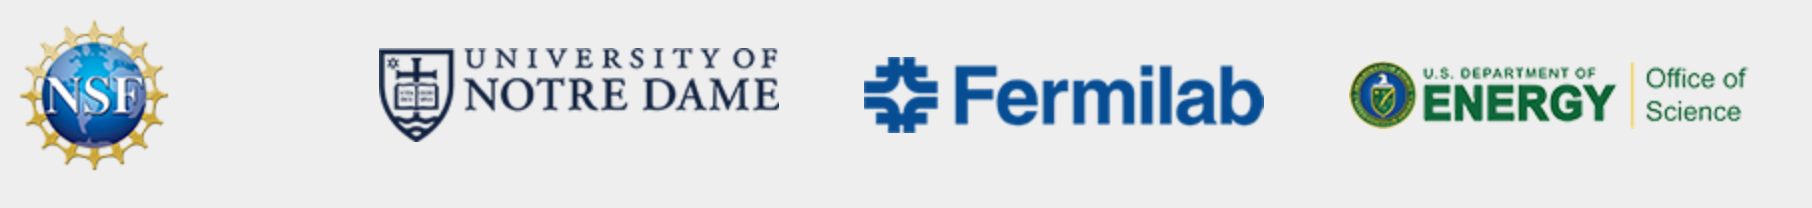 NSF
UNIVERSITY OF
NOTRE DAME
Fermilab
U.S. DEPARTMENT OF
ENERGY
Office of
Science